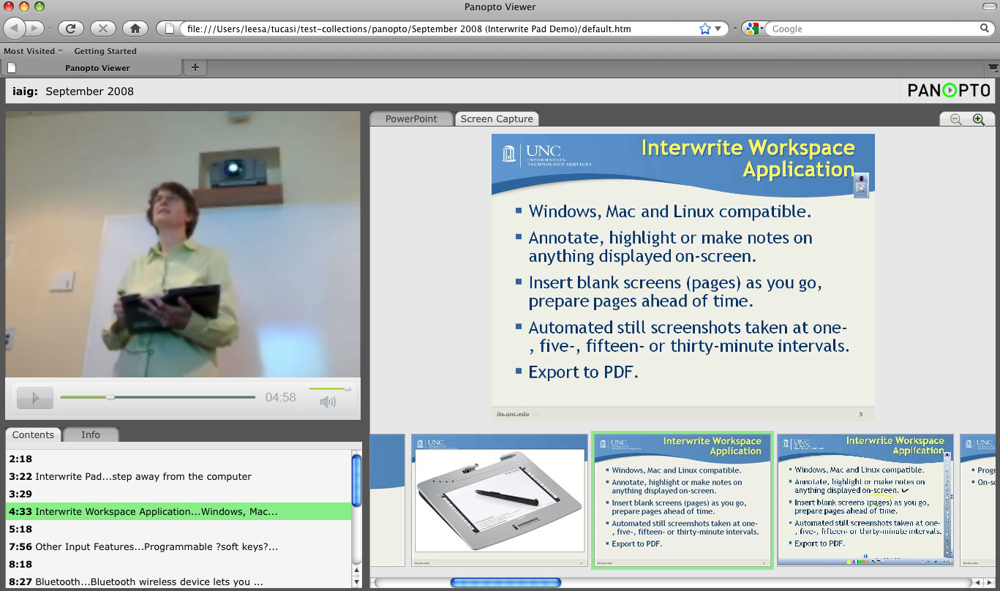 Panopto Viewer
file:///Users/leesa/tucasi/test-collections/panopto/September 2008 (Interwrite Pad Demo)/default.htm
Google
Most Visited
Getting Started
Panopto Viewer
iaig: September 2008
PANOPTO
PowerPoint
Screen Capture
UNC
INFORMATION
TECHNOLOGY SERVICES
Interwrite Workspace
Application
Windows, Mac and Linux compatible.
Annotate, highlight or make notes on
anything displayed on-screen.
Insert blank screens (pages) as you go,
prepare pages ahead of time.
Automated still screenshots taken at one-
, five-, fifteen- or thirty-minute intervals.
Export to PDF.
its.unc.edu
3
04:58
Contents
Info
2:18
3:22 Interwrite Pad...step away from the computer
3:29
4:33 Interwrite Workspace Application...Windows, Mac...
5:18
7:56 Other Input Features...Programmable ?soft keys?...
8:18
8:27 Bluetooth...Bluetooth wireless device lets you ...
UNC
UNC
Interwrite Workspace
Application
Windows, Mac and Linux compatible.
Annotate, highlight or make notes on
anything displayed on-screen.
Insert blank screens (pages) as you go,
prepare pages ahead of time.
Automated still screenshots taken at one-
, five-, fifteen- or thirty-minute intervals.
Export to PDF.
UNC
Interwrite Workspace
Application
Windows, Mac and Linux compatible.
Annotate, highlight or make notes on
anything displayed on-screen.
Insert blank screens (pages) as you go,
prepare pages ahead of time.
Automated still screenshots taken at one-
, five-, fifteen- or thirty-minute intervals.
Export to PDF.
Progr
On-sc